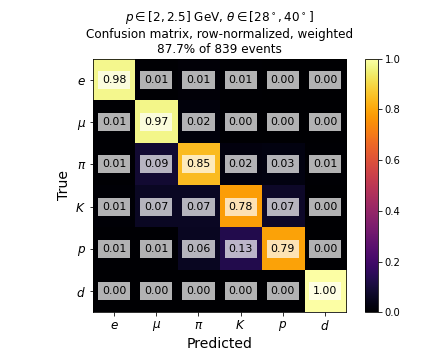 p ∈ [2, 2.5] GeV, θ ∈ [28°, 40°]
Confusion matrix, row-normalized, weighted
87.7% of 839 events
e 0.98 0.01 0.01 0.01 0.00 0.00
μ 0.01 0.97 0.02 0.00 0.00 0.00
π 0.01 0.09 0.85 0.02 0.03 0.01
K 0.01 0.07 0.07 0.78 0.07 0.00
p 0.01 0.01 0.06 0.13 0.79 0.00
d 0.00 0.00 0.00 0.00 0.00 1.00
e μ π K p d
Predicted
True
1.0
0.8
0.6
0.4
0.2
0.0